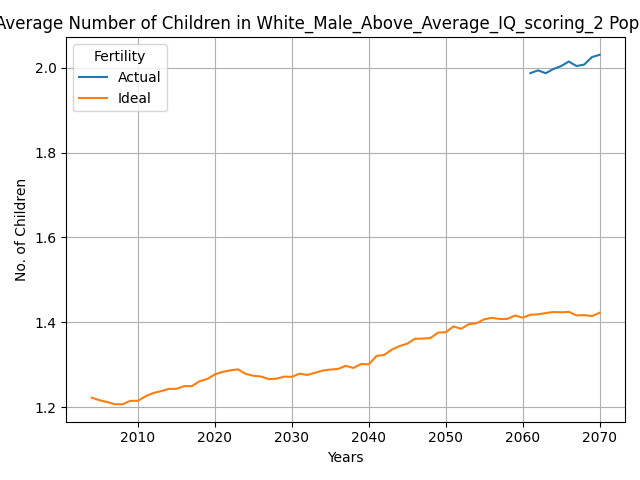 Average Number of Children in White_Male_Above_Average_IQ_scoring_2 Pop
Fertility
Actual
Ideal
2.0
1.8
1.6
1.4
1.2
No. of Children
2010 2020 2030 2040 2050 2060 2070
Years